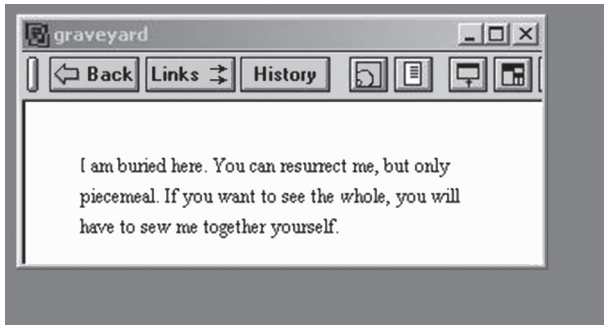 graveyard
Back Links History
I am buried here. You can resurrect me, but only
piecemeal. If you want to see the whole, you will
have to sew me together yourself.